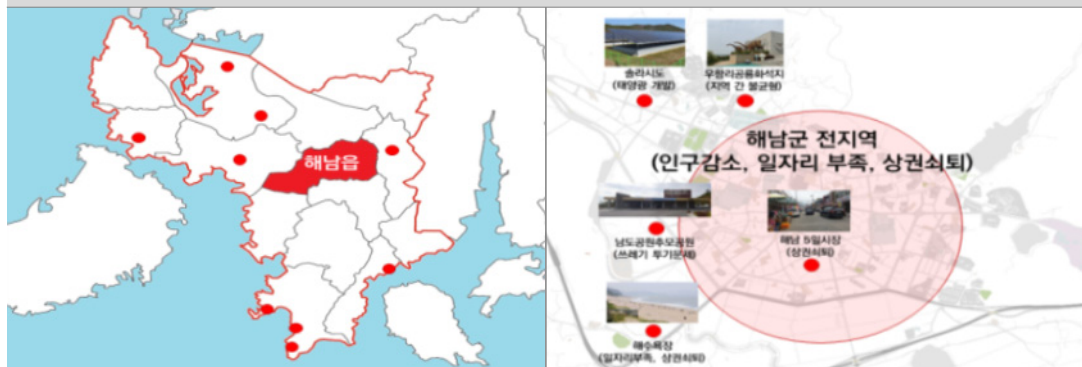 해남읍
솔라시도
(태양광 개발)
우항리공룡화석지
(지역 간 불균형)
해남군 전지역
(인구감소, 일자리 부족, 상권쇠퇴)
남도공원추모공원
(쓰레기 투기문제)
해남 5일시장
(상권쇠퇴)
해수욕장
(일자리부족, 상권쇠퇴)